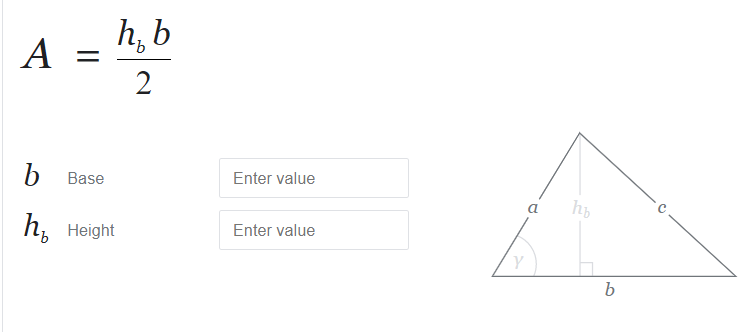 A = h_b b / 2
b Base Enter value
h_b Height Enter value
a h_b c
γ
b